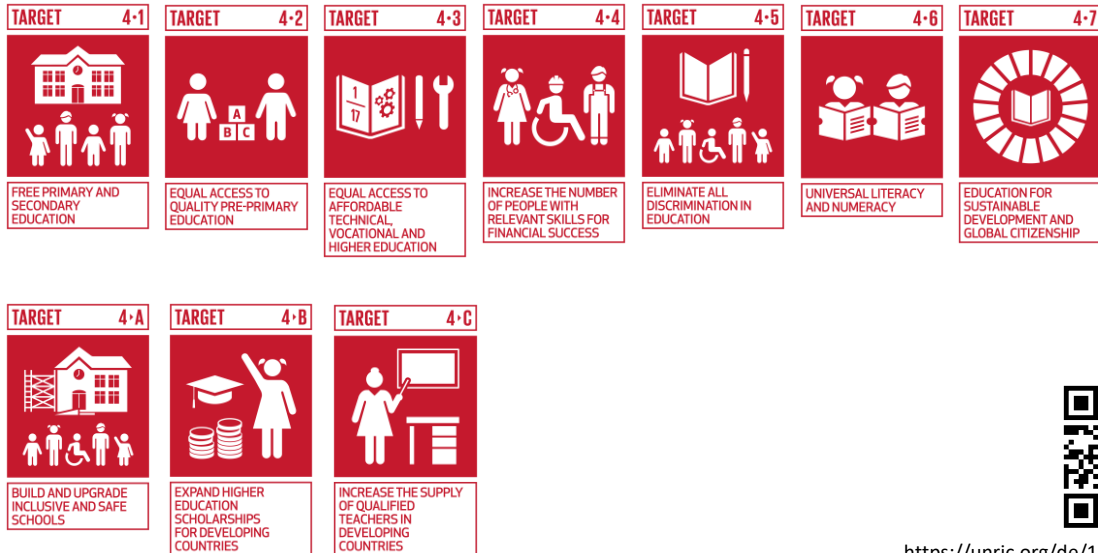 TARGET 4·1
FREE PRIMARY AND
SECONDARY
EDUCATION
TARGET 4·2
A
B C
EQUAL ACCESS TO
QUALITY PRE-PRIMARY
EDUCATION
TARGET 4·3
1
17
EQUAL ACCESS TO
AFFORDABLE
TECHNICAL,
VOCATIONAL AND
HIGHER EDUCATION
TARGET 4·4
INCREASE THE NUMBER
OF PEOPLE WITH
RELEVANT SKILLS FOR
FINANCIAL SUCCESS
TARGET 4·5
ELIMINATE ALL
DISCRIMINATION IN
EDUCATION
TARGET 4·6
UNIVERSAL LITERACY
AND NUMERACY
TARGET 4·7
EDUCATION FOR
SUSTAINABLE
DEVELOPMENT AND
GLOBAL CITIZENSHIP
TARGET 4·A
BUILD AND UPGRADE
INCLUSIVE AND SAFE
SCHOOLS
TARGET 4·B
EXPAND HIGHER
EDUCATION
SCHOLARSHIPS
FOR DEVELOPING
COUNTRIES
TARGET 4·C
INCREASE THE SUPPLY
OF QUALIFIED
TEACHERS IN
DEVELOPING
COUNTRIES